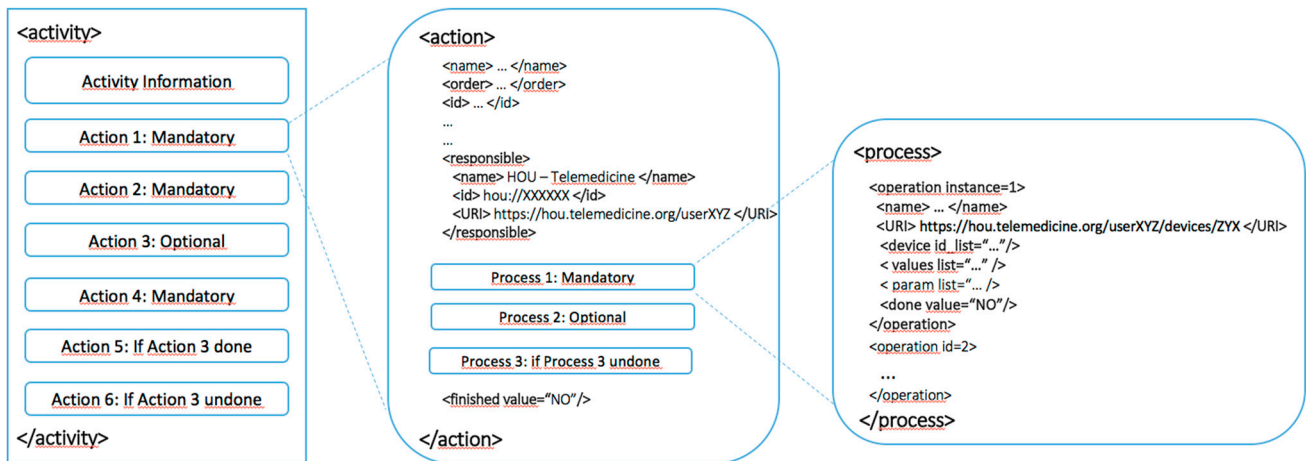 <activity>
Activity Information
Action 1: Mandatory
Action 2: Mandatory
Action 3: Optional
Action 4: Mandatory
Action 5: If Action 3 done
Action 6: If Action 3 undone
</activity>
<action>
<name> ... </name>
<order> ... </order>
<id> ... </id>
...
...
<responsible>
<name> HOU – Telemedicine </name>
<id> hou://XXXXXX </id>
<URI> https://hou.telemedicine.org/userXYZ </URI>
</responsible>
Process 1: Mandatory
Process 2: Optional
Process 3: if Process 3 undone
<finished value=“NO”/>
</action>
<process>
<operation instance=1>
<name> ... </name>
<URI> https://hou.telemedicine.org/userXYZ/devices/ZYX </URI>
<device id_list=“...”/>
< values list=“...” />
< param list=“... />
<done value=“NO”/>
</operation>
<operation id=2>
...
</operation>
</process>